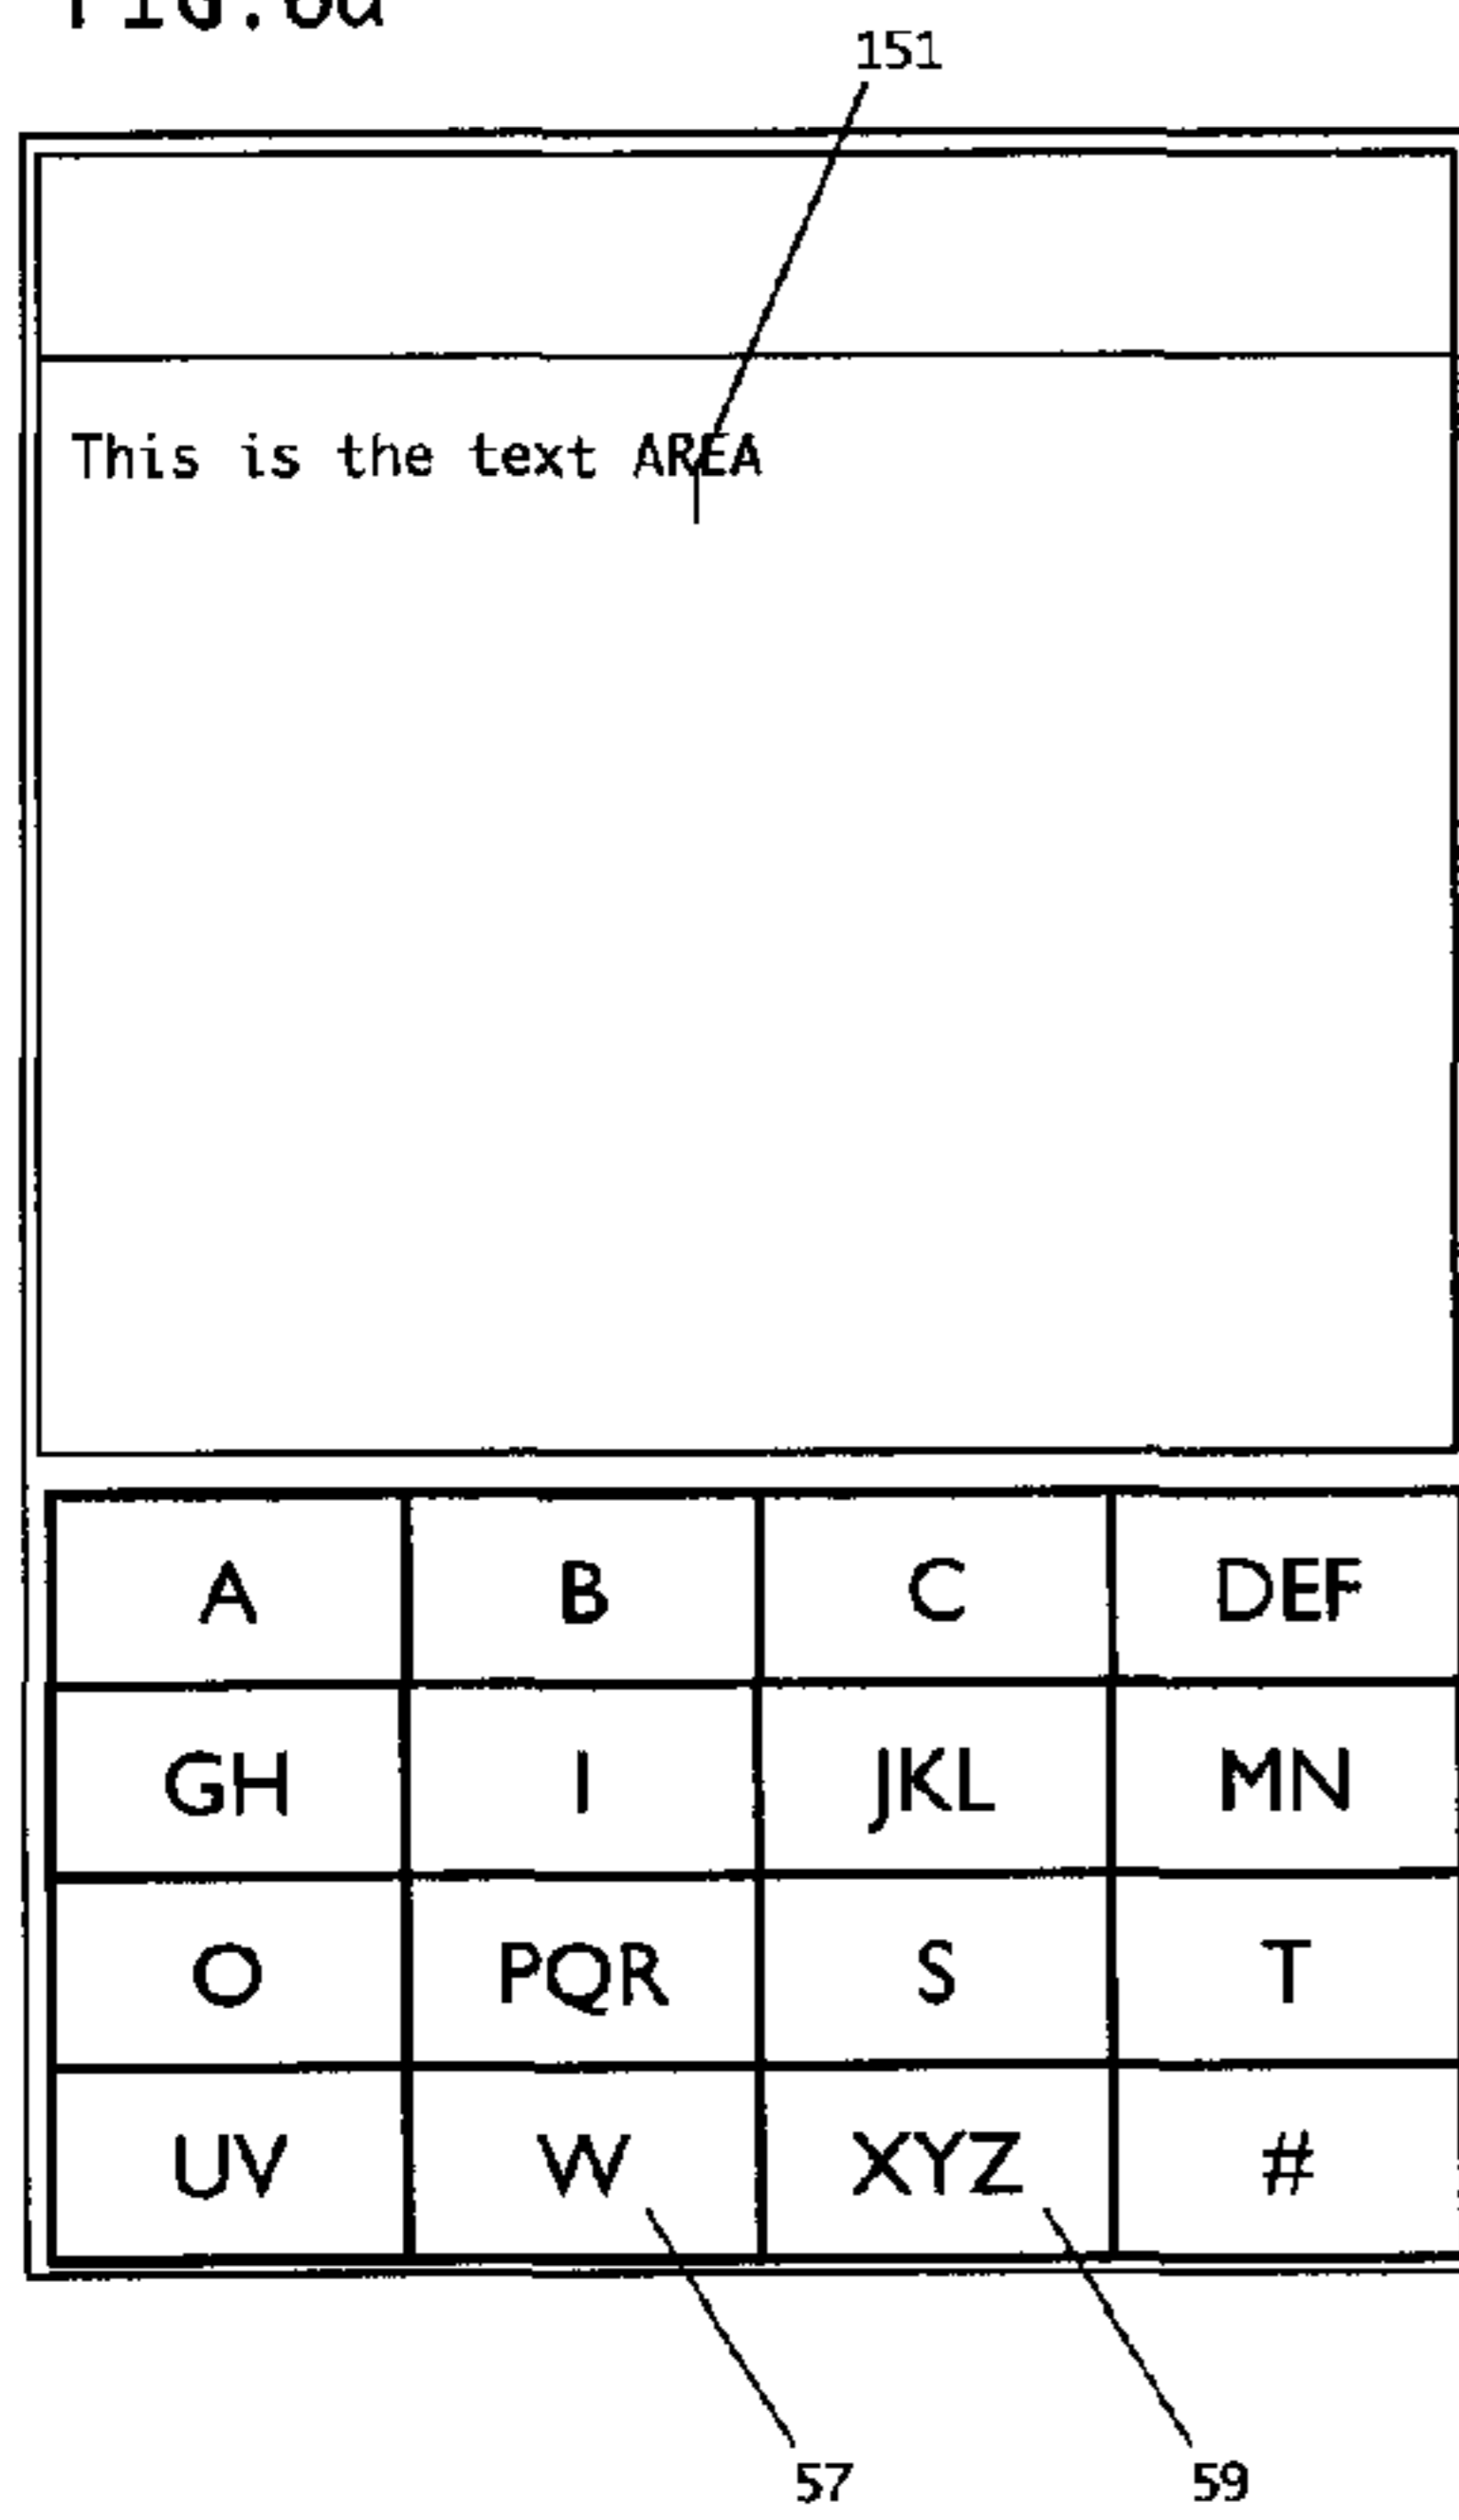 151
This is the text AREA
A B C DEF
GH I JKL MN
O PQR S T
UV W XYZ #
57 59